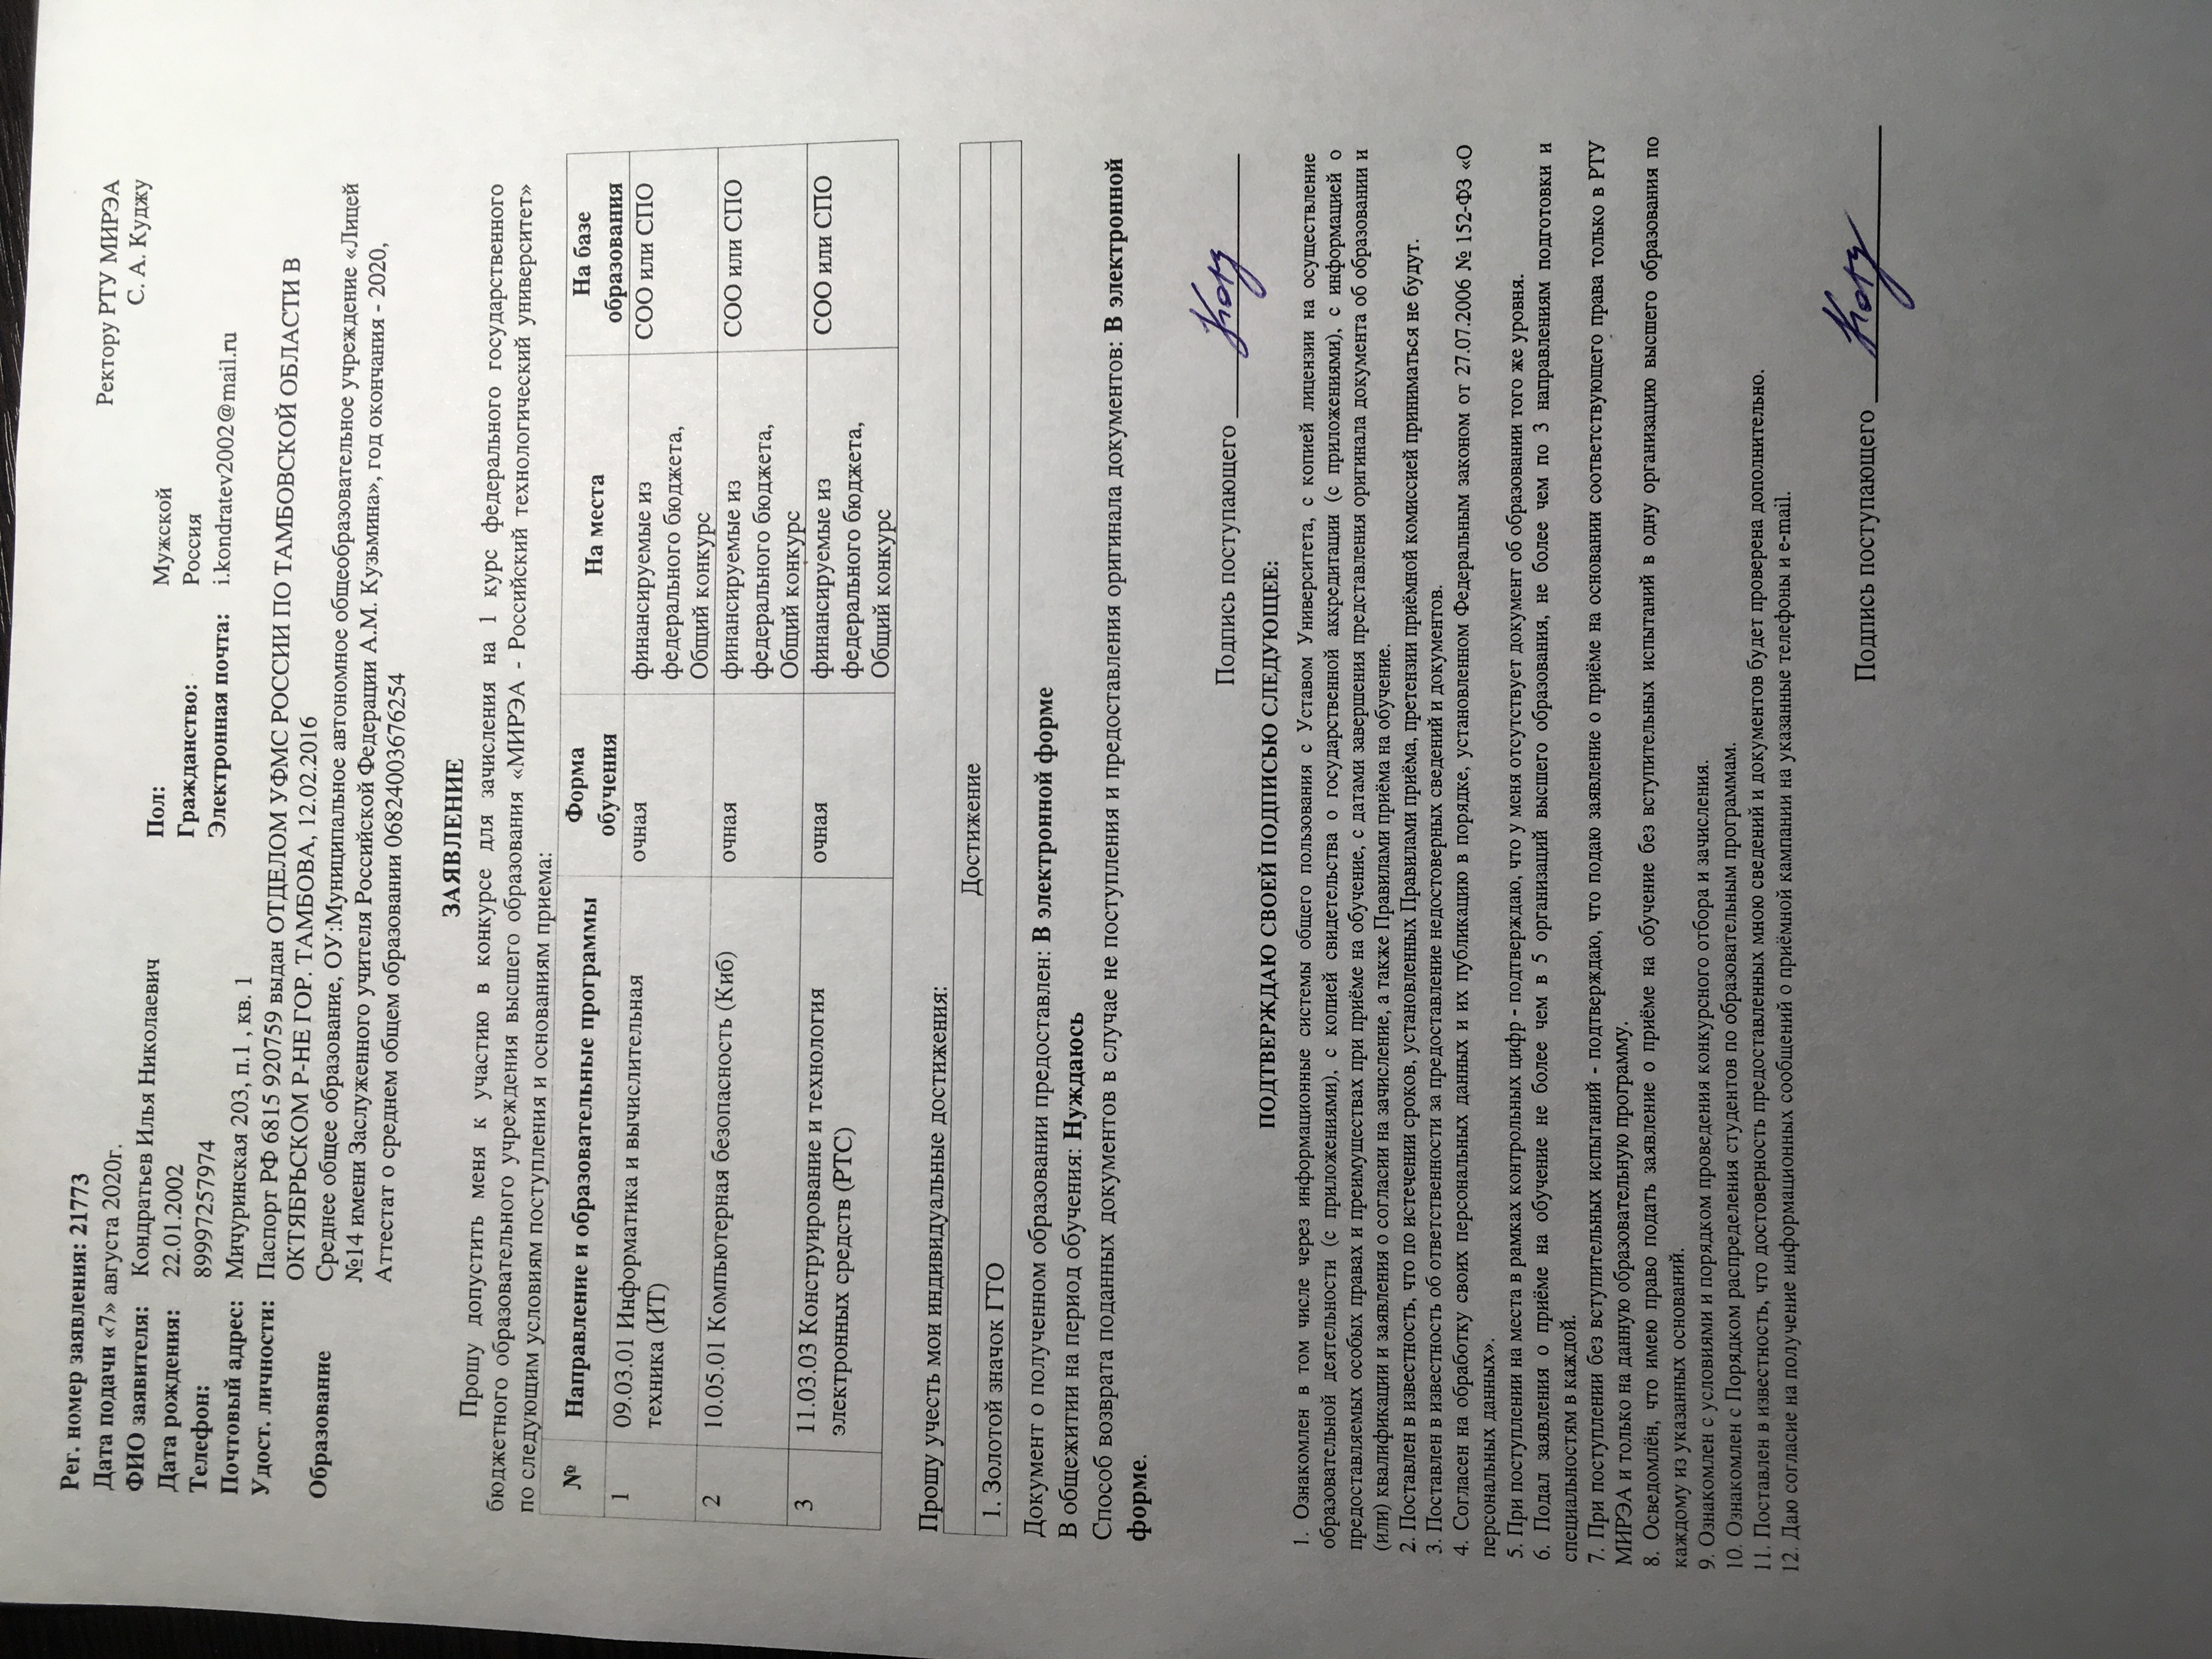 Рег. номер заявления: 21773
Дата подачи «7» августа 2020г.
Ректору РТУ МИРЭА
С. А. Куджу
ФИО заявителя: Кондратьев Илья Николаевич
Пол: Мужской
Дата рождения: 22.01.2002
Гражданство: Россия
Телефон: 89997257974
Электронная почта: i.kondratev2002@mail.ru
Почтовый адрес: Мичуринская 203, п.1 , кв. 1
Удост. личности: Паспорт РФ 6815 920759 выдан ОТДЕЛОМ УФМС РОССИИ ПО ТАМБОВСКОЙ ОБЛАСТИ В
ОКТЯБРЬСКОМ Р-НЕ ГОР. ТАМБОВА, 12.02.2016
Образование Среднее общее образование, ОУ:Муниципальное автономное общеобразовательное учреждение «Лицей
№14 имени Заслуженного учителя Российской Федерации А.М. Кузьмина», год окончания - 2020,
Аттестат о среднем общем образовании 06824003676254
ЗАЯВЛЕНИЕ
Прошу допустить меня к участию в конкурсе для зачисления на 1 курс федерального государственного
бюджетного образовательного учреждения высшего образования «МИРЭА - Российский технологический университет»
по следующим условиям поступления и основаниям приема:
№ Направление и образовательные программы Форма обучения На места На базе образования
1 09.03.01 Информатика и вычислительная техника (ИТ) очная финансируемые из федерального бюджета, Общий конкурс СОО или СПО
2 10.05.01 Компьютерная безопасность (Киб) очная финансируемые из федерального бюджета, Общий конкурс СОО или СПО
3 11.03.03 Конструирование и технология электронных средств (РТС) очная финансируемые из федерального бюджета, Общий конкурс СОО или СПО
Прошу учесть мои индивидуальные достижения:
Достижение
1. Золотой значок ГТО
Документ о полученном образовании предоставлен: В электронной форме
В общежитии на период обучения: Нуждаюсь
Способ возврата поданных документов в случае не поступления и предоставления оригинала документов: В электронной
форме.
Подпись поступающего
ПОДТВЕРЖДАЮ СВОЕЙ ПОДПИСЬЮ СЛЕДУЮЩЕЕ:
1. Ознакомлен в том числе через информационные системы общего пользования с Уставом Университета, с копией лицензии на осуществление
образовательной деятельности (с приложениями), с копией свидетельства о государственной аккредитации (с приложениями), с информацией о
предоставляемых особых правах и преимуществах при приёме на обучение, с датами завершения представления оригинала документа об образовании и
(или) квалификации и заявления о согласии на зачисление, а также Правилами приёма на обучение.
2. Поставлен в известность, что по истечении сроков, установленных Правилами приёма, претензии приёмной комиссией приниматься не будут.
3. Поставлен в известность об ответственности за предоставление недостоверных сведений и документов.
4. Согласен на обработку своих персональных данных и их публикацию в порядке, установленном Федеральным законом от 27.07.2006 № 152-ФЗ «О
персональных данных».
5. При поступлении на места в рамках контрольных цифр - подтверждаю, что у меня отсутствует документ об образовании того же уровня.
6. Подал заявления о приёме на обучение не более чем в 5 организаций высшего образования, не более чем по 3 направлениям подготовки и
специальностям в каждой.
7. При поступлении без вступительных испытаний - подтверждаю, что подаю заявление о приёме на основании соответствующего права только в РТУ
МИРЭА и только на данную образовательную программу.
8. Осведомлён, что имею право подать заявление о приёме на обучение без вступительных испытаний в одну организацию высшего образования по
каждому из указанных оснований.
9. Ознакомлен с условиями и порядком проведения конкурсного отбора и зачисления.
10. Ознакомлен с Порядком распределения студентов по образовательным программам.
11. Поставлен в известность, что достоверность предоставленных мною сведений и документов будет проверена дополнительно.
12. Даю согласие на получение информационных сообщений о приёмной кампании на указанные телефоны и e-mail.
Подпись поступающего